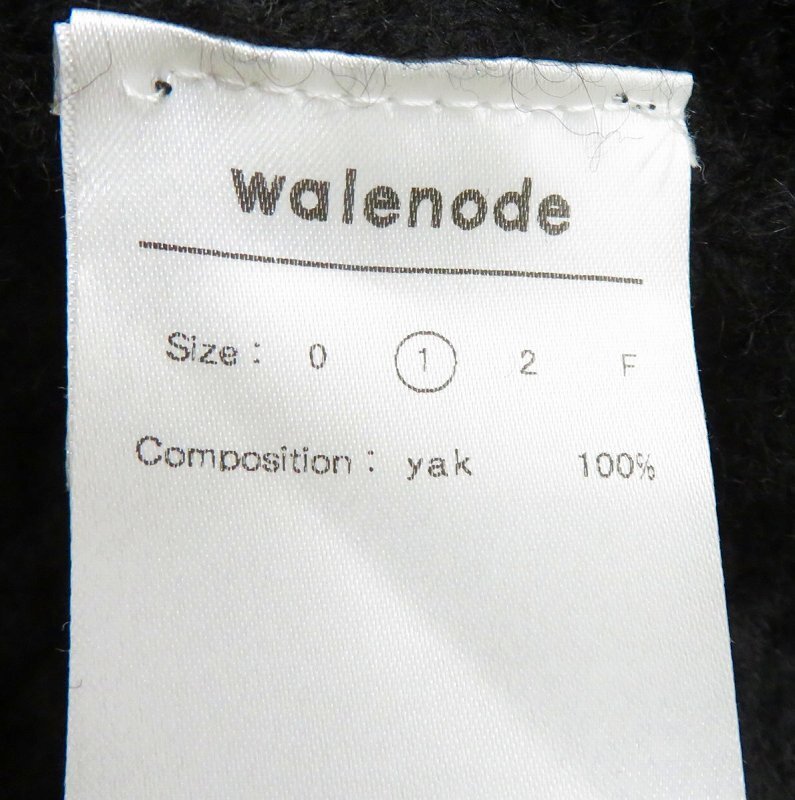 walenode
Size: 0 1 2 F
Composition: yak 100%